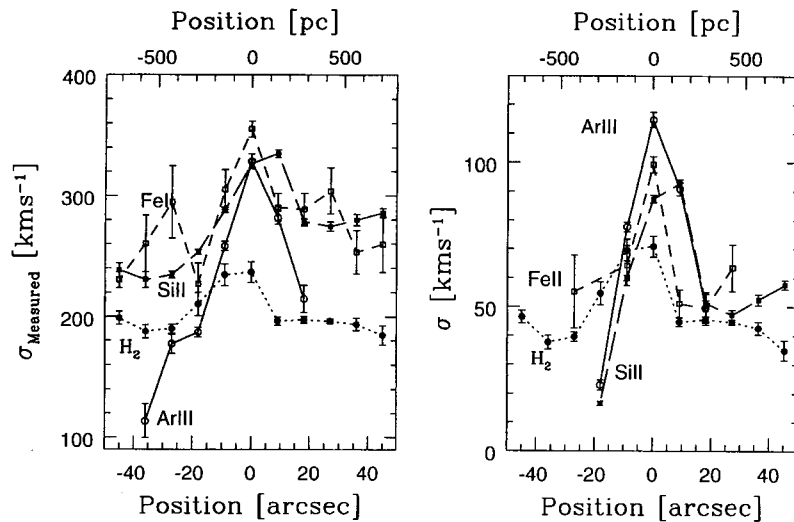 Position [pc]
-500 0 500
400
300
200
100
σMeasured [kms⁻¹]
FeII
SiII
H₂
ArIII
-40 -20 0 20 40
Position [arcsec]
Position [pc]
-500 0 500
100
50
0
σ [kms⁻¹]
ArIII
FeII
H₂
SiII
-40 -20 0 20 40
Position [arcsec]